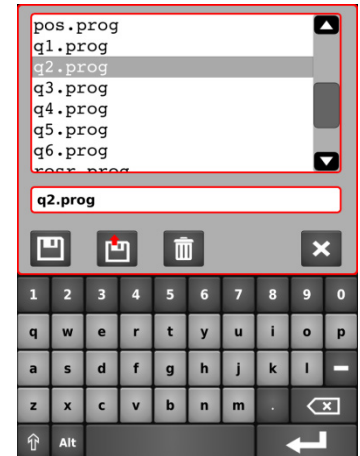 pos.prog
q1.prog
q2.prog
q3.prog
q4.prog
q5.prog
q6.prog
q2.prog
1 2 3 4 5 6 7 8 9 0
q w e r t y u i o p
a s d f g h j k l -
z x c v b n m .
Alt